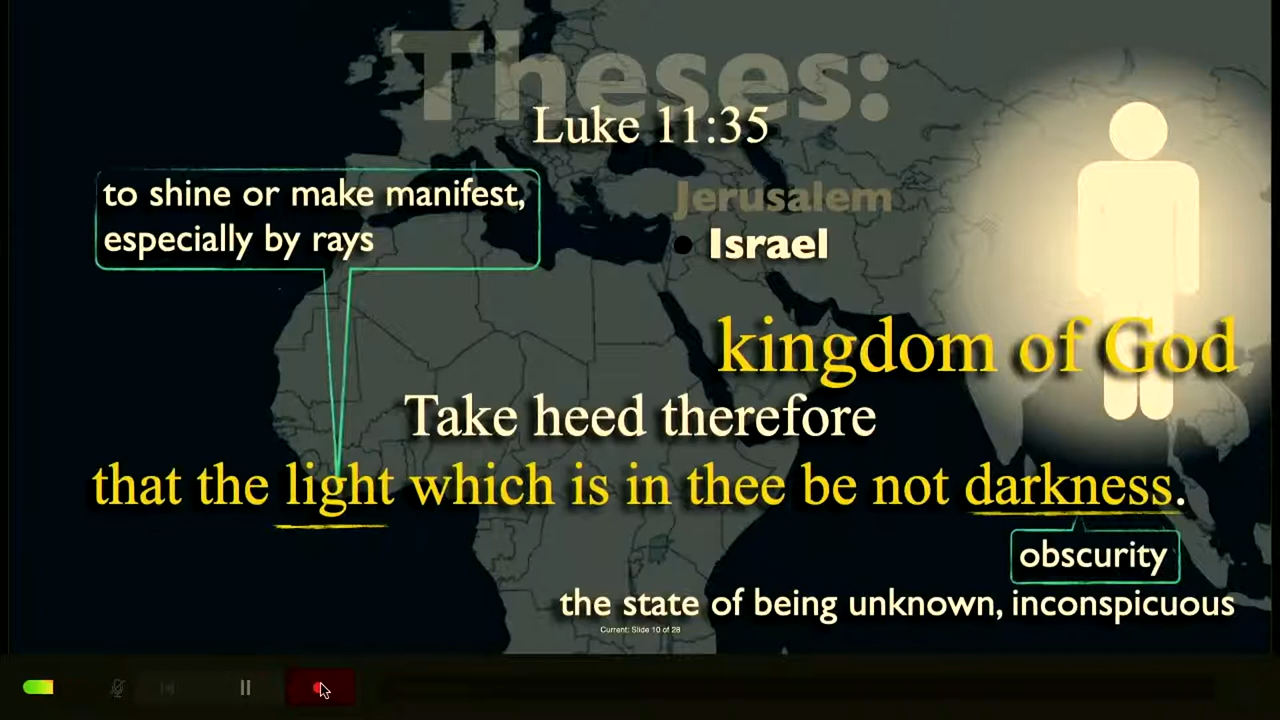 Theses:
Luke 11:35
to shine or make manifest,
especially by rays
Jerusalem
Israel
kingdom of God
Take heed therefore
that the light which is in thee be not darkness.
obscurity
the state of being unknown, inconspicuous
Current: Slide 10 of 28